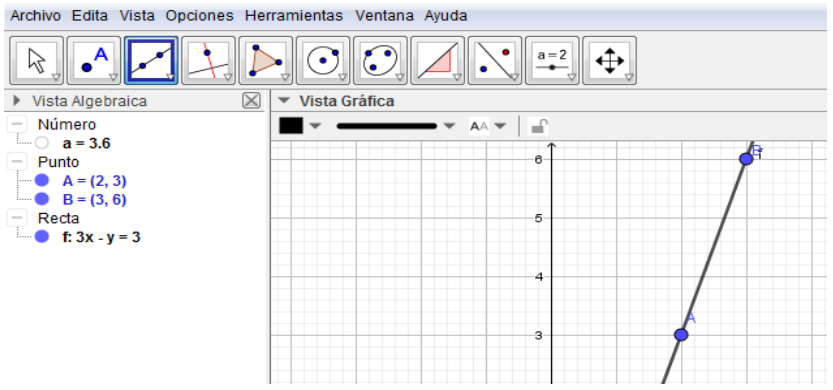 Archivo Edita Vista Opciones Herramientas Ventana Ayuda
A
a=2
Vista Algebraica
Vista Gráfica
AA
Número
a = 3.6
Punto
A = (2, 3)
B = (3, 6)
Recta
f: 3x - y = 3
6
B
f
5
4
A
3